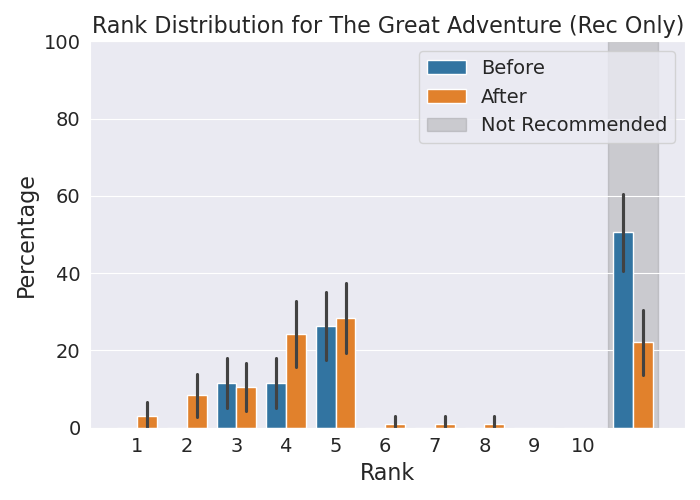 Rank Distribution for The Great Adventure (Rec Only)
100
80
60
40
20
0
Percentage
Before
After
Not Recommended
1 2 3 4 5 6 7 8 9 10
Rank